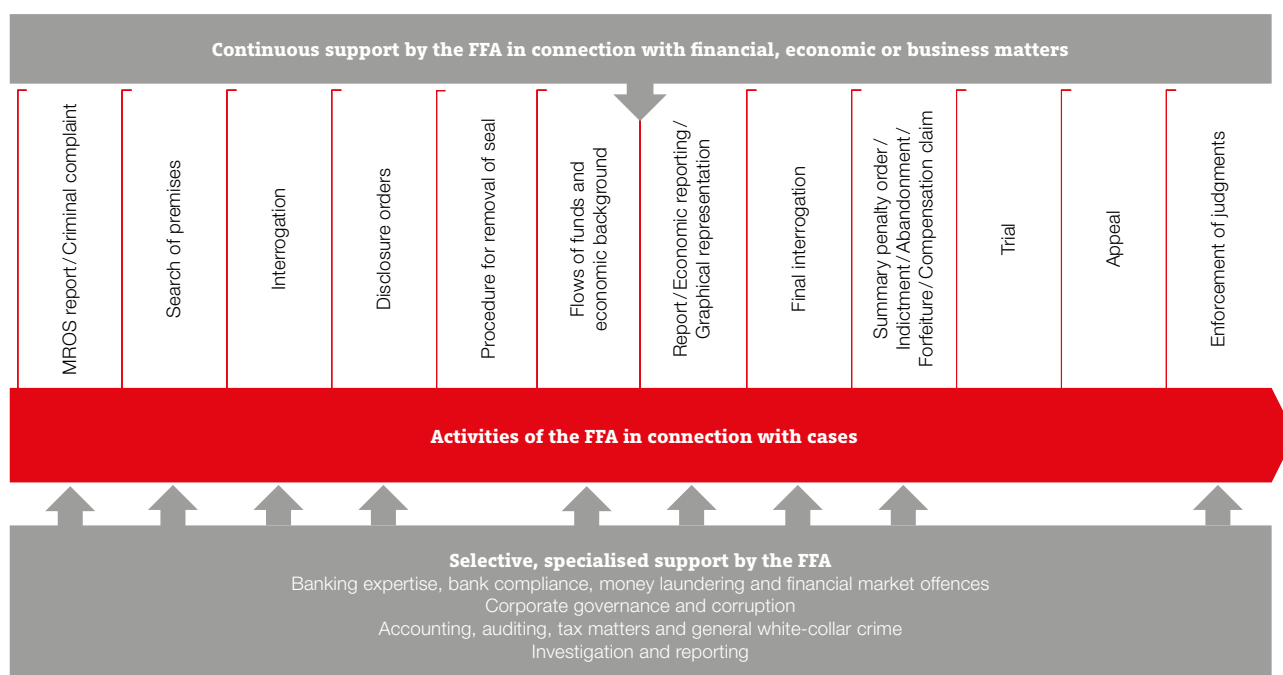 Continuous support by the FFA in connection with financial, economic or business matters
MROS report / Criminal complaint
Search of premises
Interrogation
Disclosure orders
Procedure for removal of seal
Flows of funds and
economic background
Report / Economic reporting /
Graphical representation
Final interrogation
Summary penalty order /
Indictment / Abandonment /
Forfeiture / Compensation claim
Trial
Appeal
Enforcement of judgments
Activities of the FFA in connection with cases
Selective, specialised support by the FFA
Banking expertise, bank compliance, money laundering and financial market offences
Corporate governance and corruption
Accounting, auditing, tax matters and general white-collar crime
Investigation and reporting